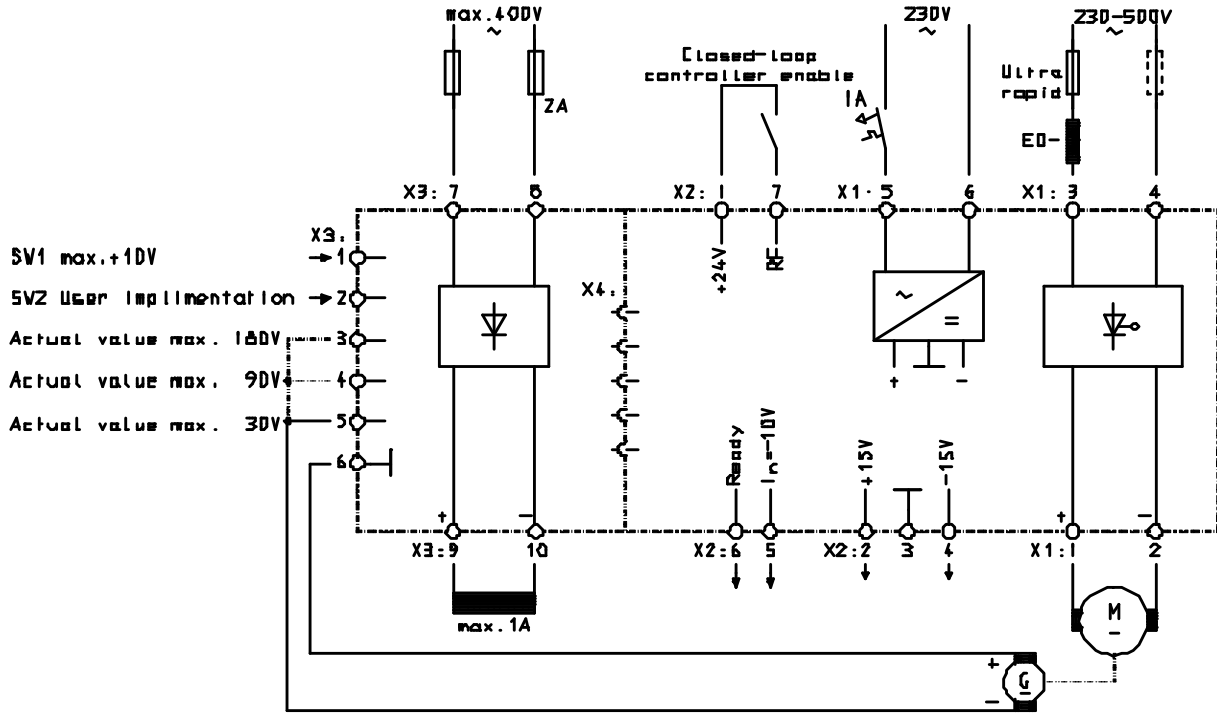 max.400V
~
230V
~
230-500V
~
Closed-loop
controller enable
Ultra
rapid
2A
1A
ED-
X3: 7 8
X2: 1 7
X1: 5 6
X1: 3 4
X3:
SW1 max.+10V 1
SW2 User Implimentation 2
Actual value max. 180V 3
Actual value max. 90V 4
Actual value max. 30V 5
6
+24V
RF
X4:
~
=
+ -
Ready
In=-10V
+15V
-15V
+ -
+ -
X3:9 10
X2:6 5
X2:2 3 4
X1:1 2
max.1A
M
-
+
G
-